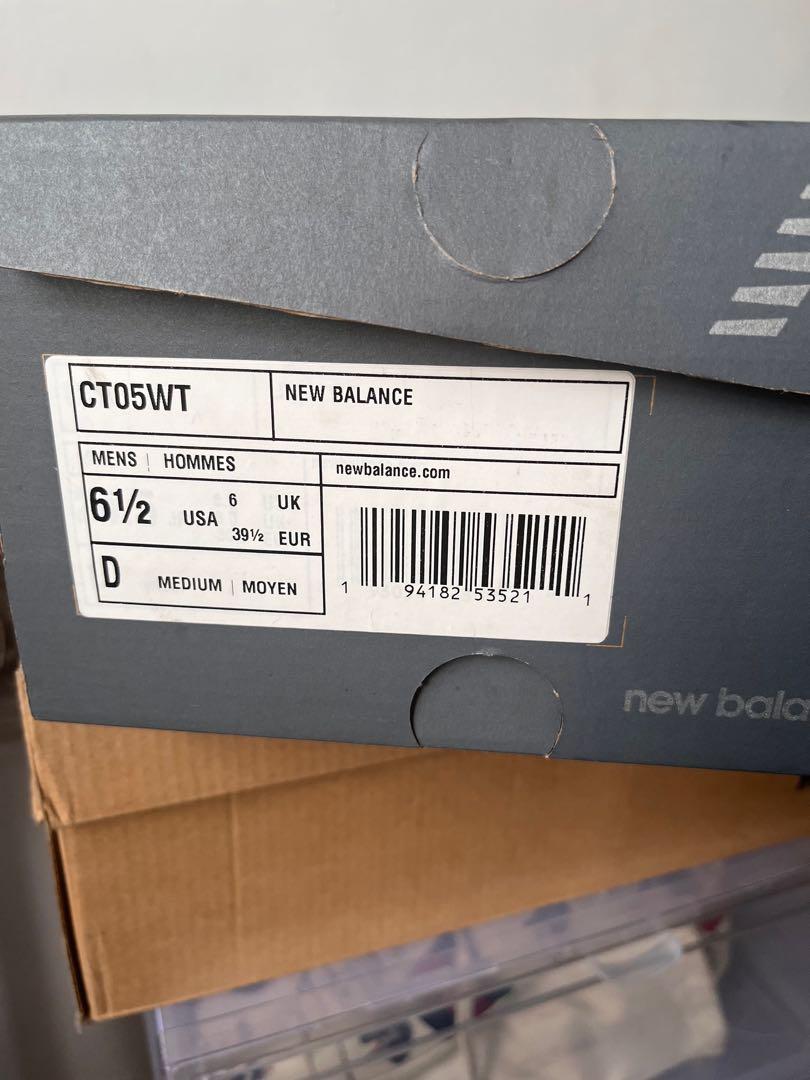 CT05WT
NEW BALANCE
MENS | HOMMES
newbalance.com
6½ USA 6 UK
39½ EUR
D MEDIUM | MOYEN
1 94182 53521 1
new bala